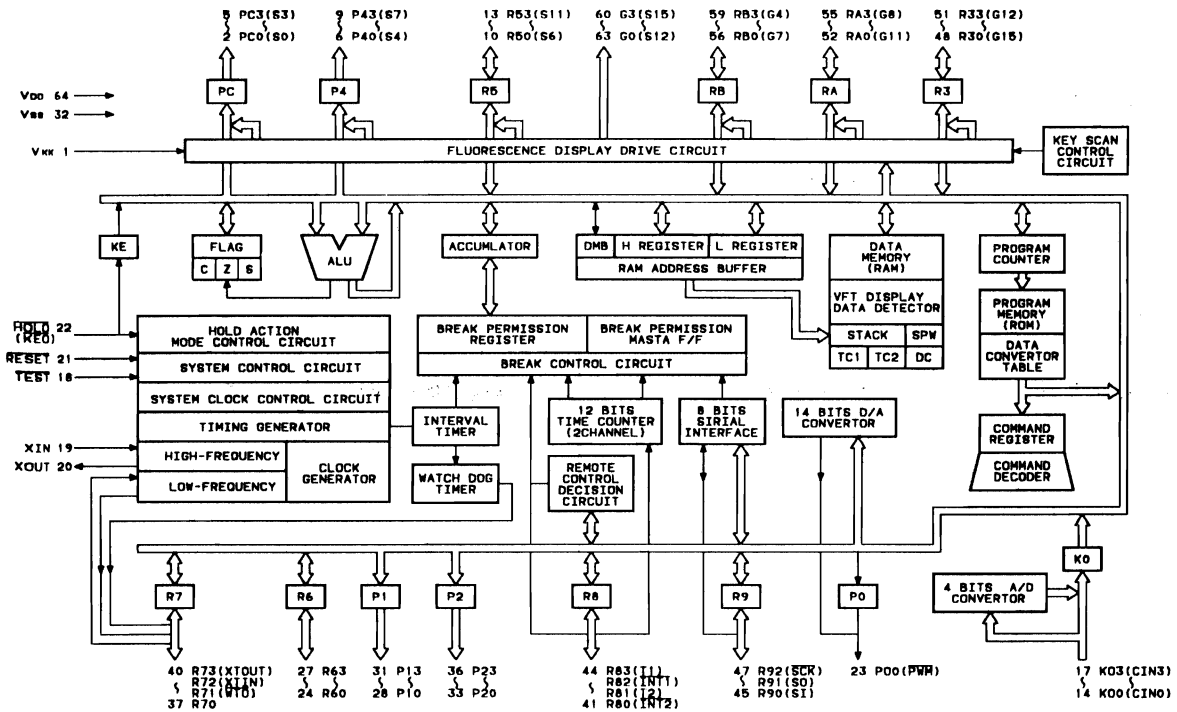 5 PC3(S3)
2 PC0(S0)
9 P43(S7)
6 P40(S4)
13 R53(S11)
10 R50(S6)
60 G3(S15)
63 G0(S12)
59 RB3(G4)
56 RB0(G7)
55 RA3(G8)
52 RA0(G11)
51 R33(G12)
48 R30(G15)
PC
P4
R5
RB
RA
R3
VDD 64
VSS 32
VKK 1
FLUORESCENCE DISPLAY DRIVE CIRCUIT
KEY SCAN
CONTROL
CIRCUIT
KE
FLAG
C Z S
ALU
ACCUMLATOR
DMB H REGISTER L REGISTER
RAM ADDRESS BUFFER
DATA
MEMORY
(RAM)
VFT DISPLAY
DATA DETECTOR
STACK SPW
TC1 TC2 DC
PROGRAM
COUNTER
PROGRAM
MEMORY
(ROM)
DATA
CONVERTOR
TABLE
COMMAND
REGISTER
COMMAND
DECODER
HOLD 22
(KE0)
RESET 21
TEST 18
XIN 19
XOUT 20
HOLD ACTION
MODE CONTROL CIRCUIT
SYSTEM CONTROL CIRCUIT
SYSTEM CLOCK CONTROL CIRCUIT
TIMING GENERATOR
HIGH-FREQUENCY
LOW-FREQUENCY
CLOCK
GENERATOR
BREAK PERMISSION
REGISTER
BREAK PERMISSION
MASTA F/F
BREAK CONTROL CIRCUIT
INTERVAL
TIMER
WATCH DOG
TIMER
12 BITS
TIME COUNTER
(2CHANNEL)
REMOTE
CONTROL
DECISION
CIRCUIT
8 BITS
SIRIAL
INTERFACE
14 BITS D/A
CONVERTOR
K0
4 BITS A/D
CONVERTOR
R7
R6
P1
P2
R8
R9
P0
40 R73(XTOUT)
R72(XTIN)
R71(WTO)
37 R70
27 R63
24 R60
31 P13
28 P10
36 P23
33 P20
44 R83(T1)
R82(INT1)
R81(T2)
41 R80(INT2)
47 R92(SCK)
R91(SO)
45 R90(SI)
23 P00(PWM)
17 K03(CIN3)
14 K00(CIN0)